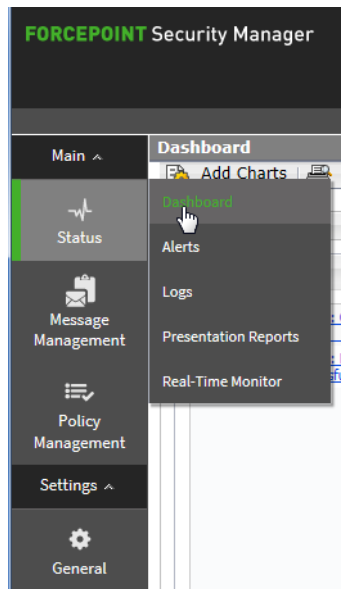 FORCEPOINT Security Manager
Main
Dashboard
Add Charts
Status
Dashboard
Alerts
Logs
Presentation Reports
Real-Time Monitor
Message
Management
Policy
Management
Settings
General